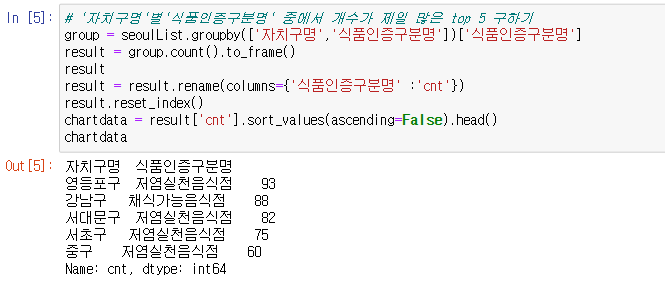 In [5]: # '자치구명'별'식품인증구분명' 중에서 개수가 제일 많은 top 5 구하기
group = seoulList.groupby(['자치구명','식품인증구분명'])['식품인증구분명']
result = group.count().to_frame()
result
result = result.rename(columns={'식품인증구분명' :'cnt'})
result.reset_index()
chartdata = result['cnt'].sort_values(ascending=False).head()
chartdata
Out[5]: 자치구명 식품인증구분명
영등포구 저염실천음식점 93
강남구 채식가능음식점 88
서대문구 저염실천음식점 82
서초구 저염실천음식점 75
중구 저염실천음식점 60
Name: cnt, dtype: int64